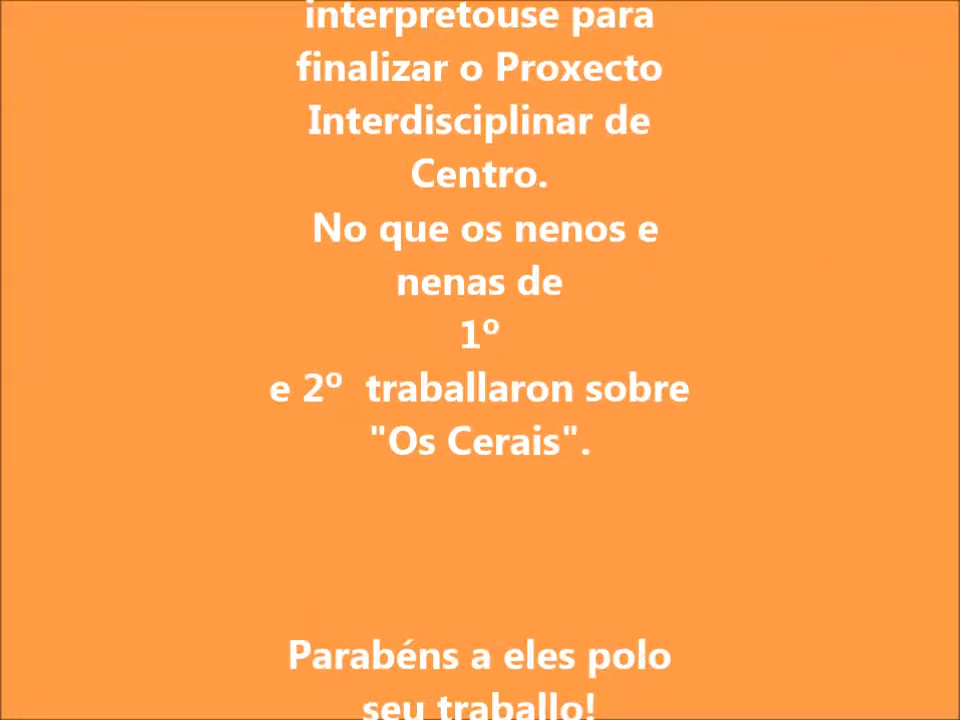 interpretouse para
finalizar o Proxecto
Interdisciplinar de
Centro.
No que os nenos e
nenas de
1º
e 2º traballaron sobre
"Os Cerais".
Parabéns a eles polo
seu traballo!